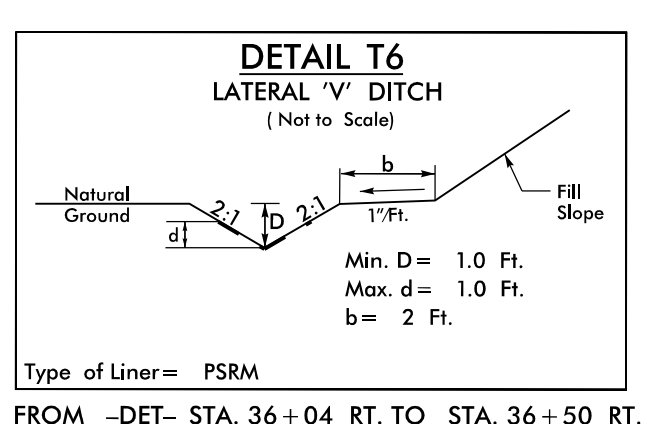 DETAIL T6
LATERAL 'V' DITCH
( Not to Scale)
b
Natural
Ground
2:1
D
2:1
1"/Ft.
Fill
Slope
d
Min. D = 1.0 Ft.
Max. d = 1.0 Ft.
b = 2 Ft.
Type of Liner = PSRM
FROM -DET- STA. 36+04 RT. TO STA. 36+50 RT.